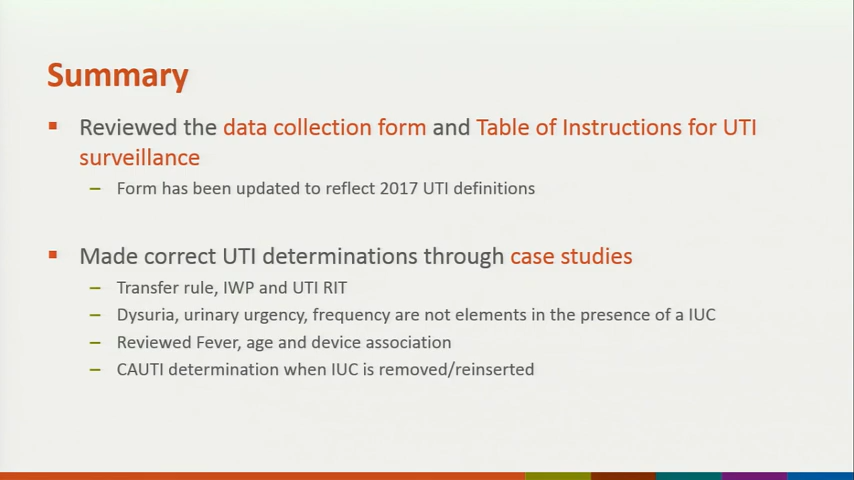 Summary
Reviewed the data collection form and Table of Instructions for UTI
surveillance
– Form has been updated to reflect 2017 UTI definitions
Made correct UTI determinations through case studies
– Transfer rule, IWP and UTI RIT
– Dysuria, urinary urgency, frequency are not elements in the presence of a IUC
– Reviewed Fever, age and device association
– CAUTI determination when IUC is removed/reinserted